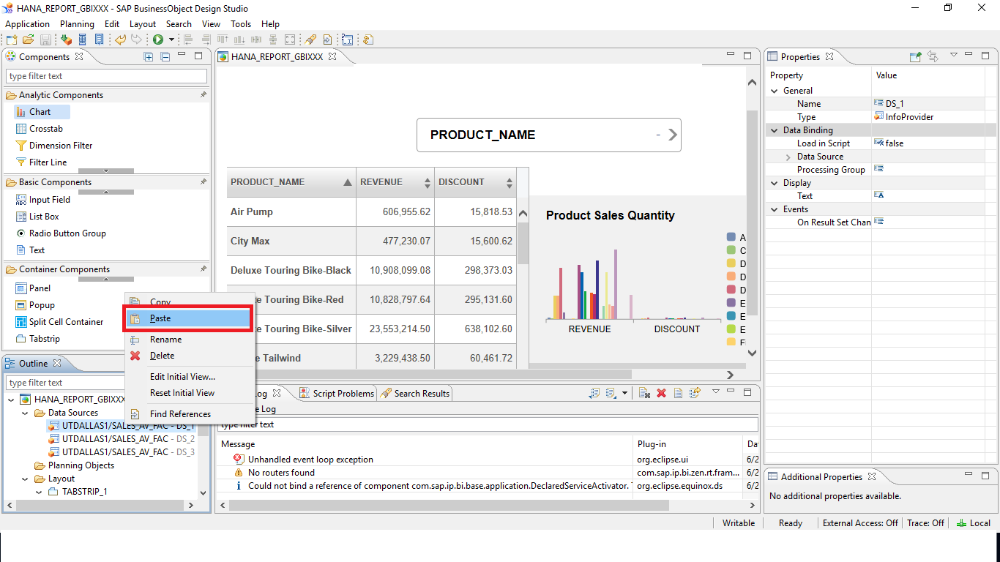 HANA_REPORT_GBIXXX - SAP BusinessObject Design Studio
Application Planning Edit Layout Search View Tools Help
Components
type filter text
Analytic Components
Chart
Crosstab
Dimension Filter
Filter Line
Basic Components
Input Field
List Box
Radio Button Group
Text
Container Components
Panel
Popup
Split Cell Container
Tabstrip
Copy
Paste
Rename
Delete
Edit Initial View...
Reset Initial View
Find References
Outline
type filter text
HANA_REPORT_GBIXXX
Data Sources
UTDALLAS1/SALES_AV_FAC - DS_1
UTDALLAS1/SALES_AV_FAC - DS_2
UTDALLAS1/SALES_AV_FAC - DS_3
Planning Objects
Layout
TABSTRIP_1
HANA_REPORT_GBIXXX
PRODUCT_NAME -
PRODUCT_NAME REVENUE DISCOUNT
Air Pump 606,955.62 15,818.53
City Max 477,230.07 15,600.62
Deluxe Touring Bike-Black 10,908,099.08 298,373.03
Touring Bike-Red 10,828,797.64 295,131.60
Touring Bike-Silver 23,553,214.50 638,102.60
Tailwind 3,229,438.50 60,461.72
Product Sales Quantity
REVENUE DISCOUNT
A
C
D
D
D
E
E
E
F
Log Script Problems Search Results
Log
type filter text
Message Plug-in Da
Unhandled event loop exception org.eclipse.ui 6/2
No routers found com.sap.ip.bi.zen.rt.fram... 6/2
Could not bind a reference of component com.sap.ip.bi.base.application.DeclaredServiceActivator. org.eclipse.equinox.ds 6/2
Properties
Property Value
General
Name DS_1
Type InfoProvider
Data Binding
Load in Script false
Data Source
Processing Group
Display
Text
Events
On Result Set Chan
Additional Properties
No additional properties available.
Writable Ready External Access: Off Trace: Off Local